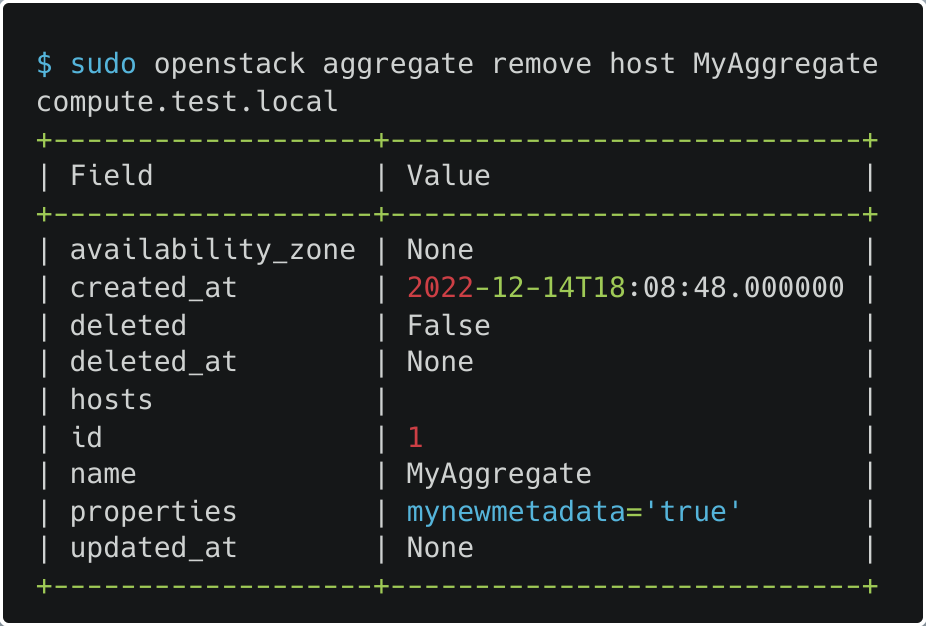 $ sudo openstack aggregate remove host MyAggregate
compute.test.local
+-------------------+----------------------------+
| Field             | Value                      |
+-------------------+----------------------------+
| availability_zone | None                       |
| created_at        | 2022-12-14T18:08:48.000000 |
| deleted           | False                      |
| deleted_at        | None                       |
| hosts             |                            |
| id                | 1                          |
| name              | MyAggregate                |
| properties        | mynewmetadata='true'       |
| updated_at        | None                       |
+-------------------+----------------------------+